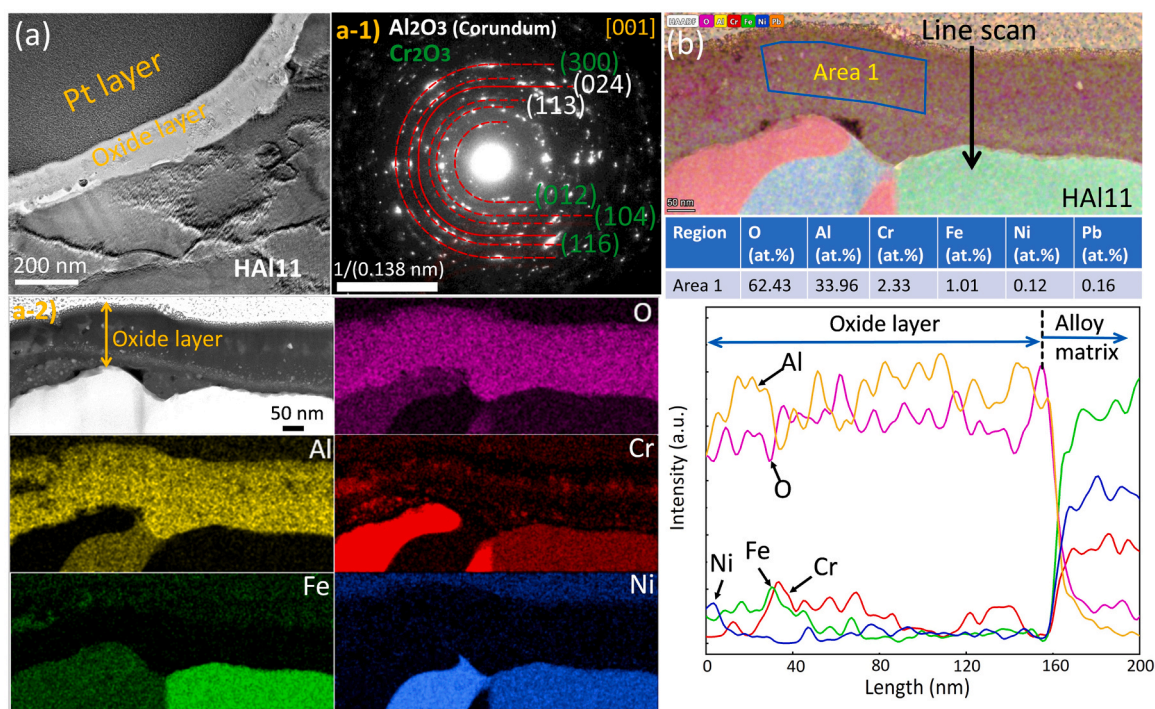 (a)
Pt layer
Oxide layer
200 nm
HAl11
a-1)
Al2O3 (Corundum)
Cr2O3
[001]
(300)
(024)
(113)
(012)
(104)
(116)
1/(0.138 nm)
HAADF O Al Cr Fe Ni Pb
(b)
Line scan
Area 1
50 nm
HAl11
Region O (at.%) Al (at.%) Cr (at.%) Fe (at.%) Ni (at.%) Pb (at.%)
Area 1 62.43 33.96 2.33 1.01 0.12 0.16
a-2)
Oxide layer
50 nm
O
Al
Cr
Fe
Ni
Oxide layer
Alloy
matrix
Al
O
Ni
Fe
Cr
Intensity (a.u.)
0 40 80 120 160 200
Length (nm)